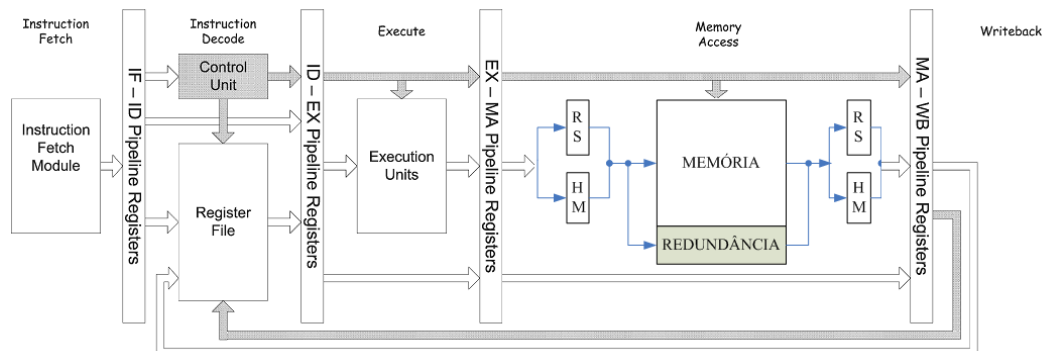 Instruction
Fetch
Instruction
Decode
Execute
Memory
Access
Writeback
Instruction
Fetch
Module
IF – ID Pipeline Registers
Control
Unit
Register
File
ID – EX Pipeline Registers
Execution
Units
EX – MA Pipeline Registers
R
S
H
M
MEMÓRIA
REDUNDÂNCIA
R
S
H
M
MA – WB Pipeline Registers